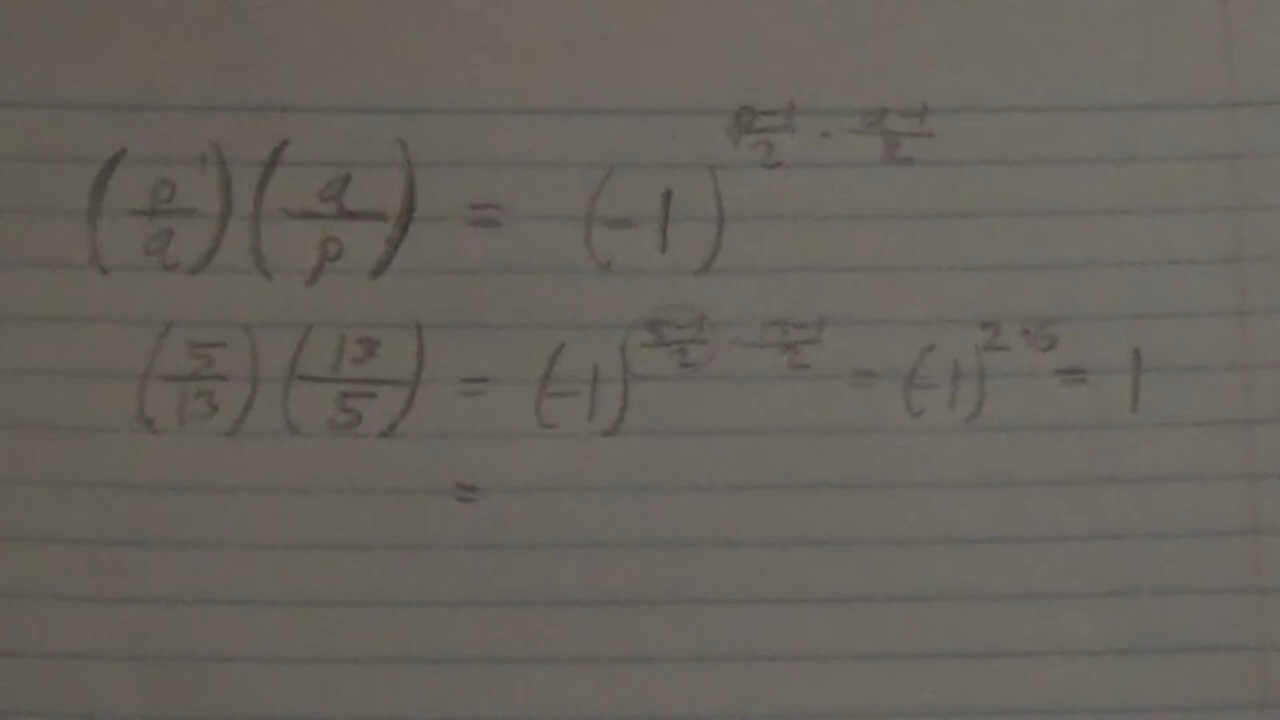 (p/q)(q/p) = (-1)^(p-1)/2 · (q-1)/2
(5/13)(13/5) = (-1)^(5-1)/2 · (13-1)/2 = (-1)^2·6 = 1
=